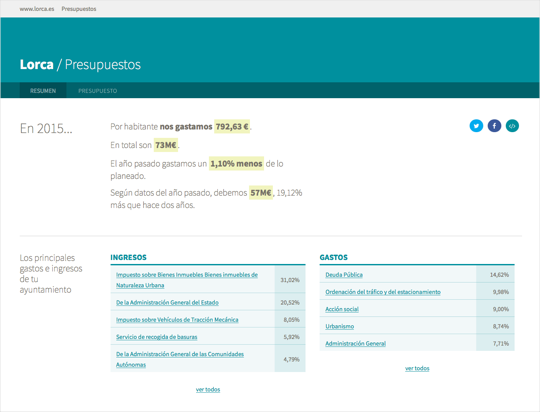 www.lorca.es Presupuestos
Lorca / Presupuestos
RESUMEN PRESUPUESTO
En 2015...
Por habitante nos gastamos 792,63 €.
En total son 73M€.
El año pasado gastamos un 1,10% menos de lo
planeado.
Según datos del año pasado, debemos 57M€, 19,12%
más que hace dos años.
Los principales
gastos e ingresos
de tu
ayuntamiento
INGRESOS
Impuesto sobre Bienes Inmuebles Bienes inmuebles de
Naturaleza Urbana 31,02%
De la Administración General del Estado 20,52%
Impuesto sobre Vehículos de Tracción Mecánica 8,05%
Servicio de recogida de basuras 5,92%
De la Administración General de las Comunidades
Autónomas 4,79%
ver todos
GASTOS
Deuda Pública 14,62%
Ordenación del tráfico y del estacionamiento 9,98%
Acción social 9,00%
Urbanismo 8,74%
Administración General 7,71%
ver todos